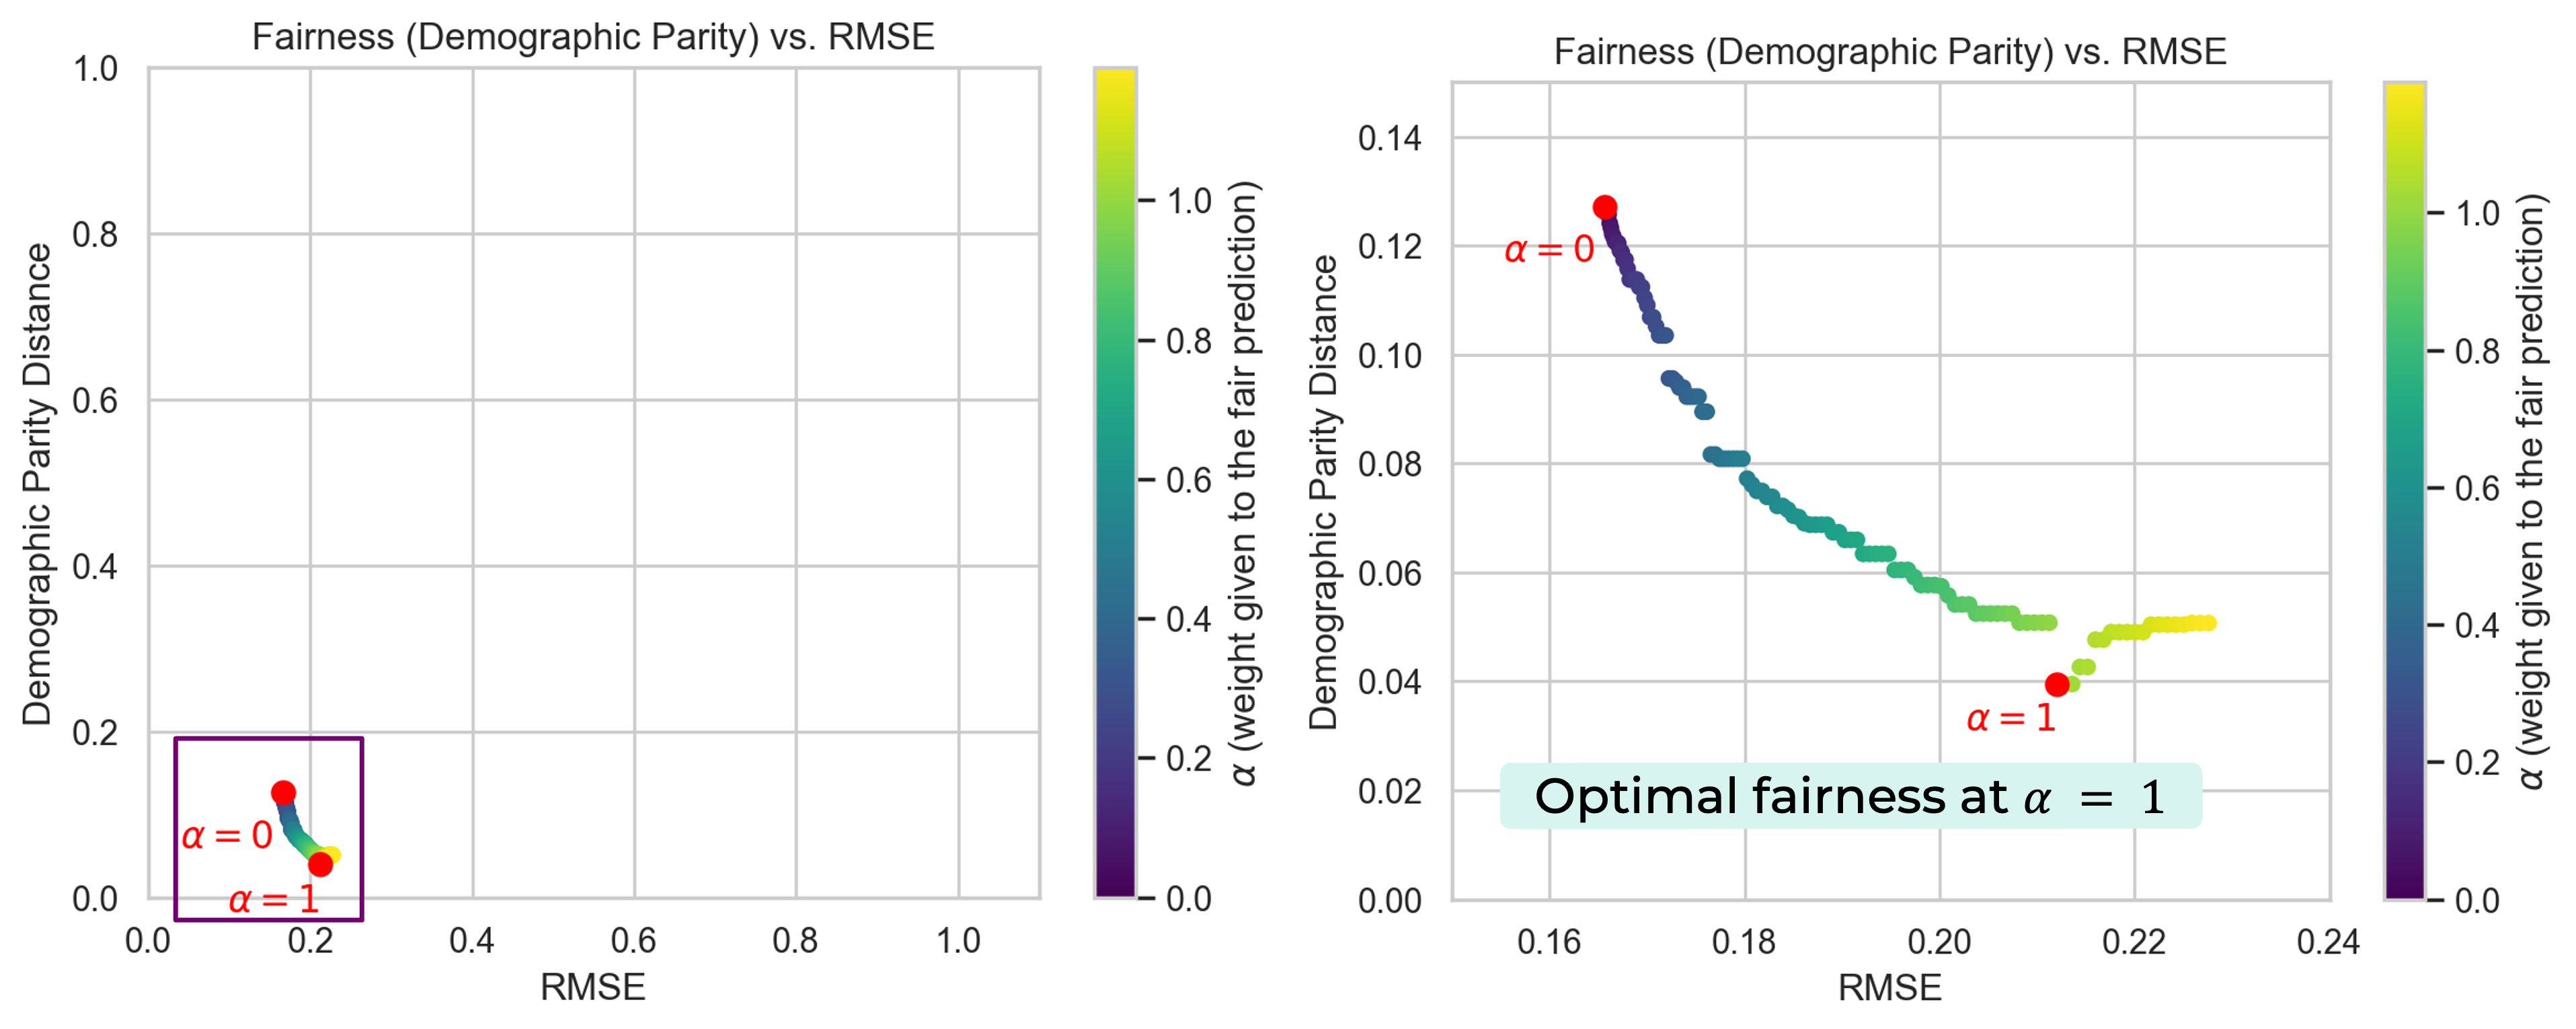 Fairness (Demographic Parity) vs. RMSE
1.0
0.8
0.6
0.4
0.2
0.0
Demographic Parity Distance
α = 0
α = 1
0.0 0.2 0.4 0.6 0.8 1.0
RMSE
1.0
0.8
0.6
0.4
0.2
0.0
α (weight given to the fair prediction)
Fairness (Demographic Parity) vs. RMSE
0.14
0.12
0.10
0.08
0.06
0.04
0.02
0.00
Demographic Parity Distance
α = 0
α = 1
Optimal fairness at α = 1
0.16 0.18 0.20 0.22 0.24
RMSE
1.0
0.8
0.6
0.4
0.2
0.0
α (weight given to the fair prediction)